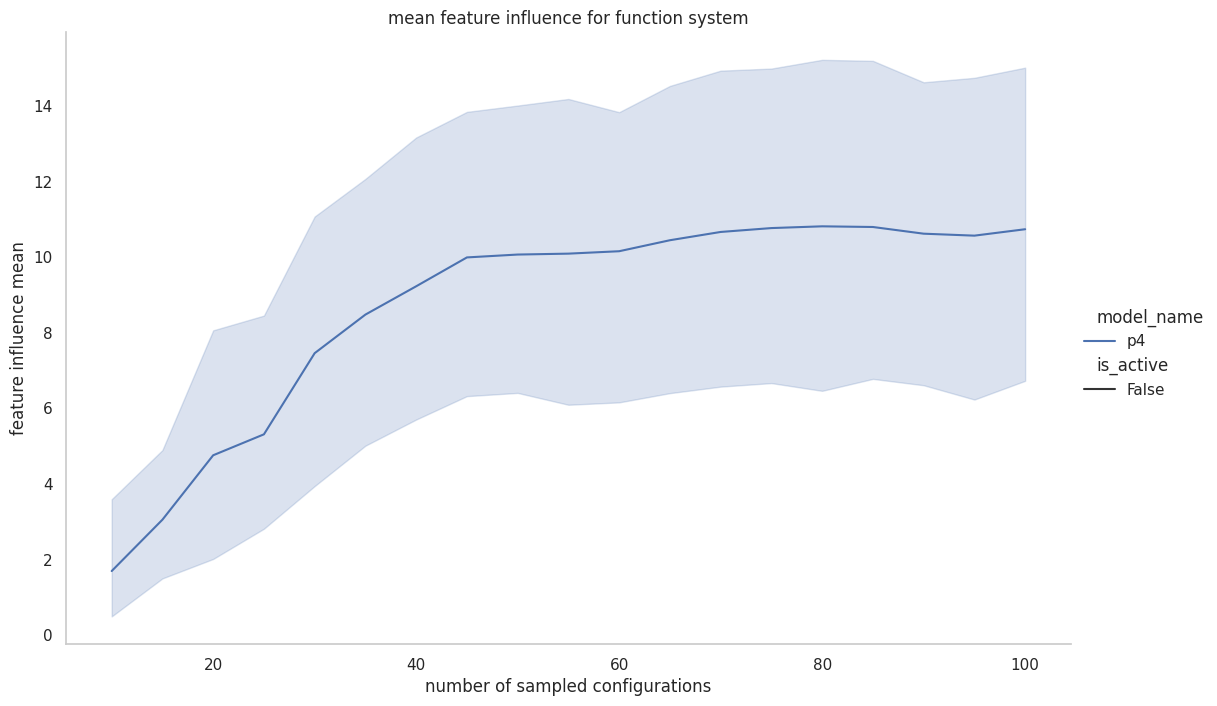 mean feature influence for function system
14
12
10
8
6
4
2
0
feature influence mean
20
40
60
80
100
number of sampled configurations
model_name
p4
is_active
False